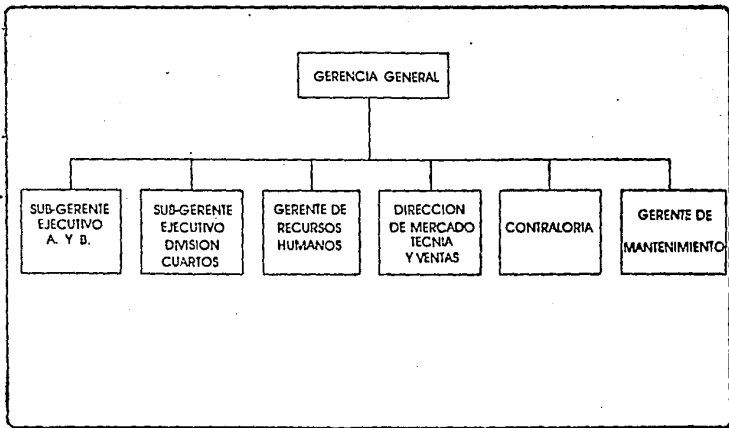 GERENCIA GENERAL
SUB-GERENTE
EJECUTIVO
A. Y B.
SUB-GERENTE
EJECUTIVO
DIVISION
CUARTOS
GERENTE DE
RECURSOS
HUMANOS
DIRECCION
DE MERCADO
TECNIA
Y VENTAS
CONTRALORIA
GERENTE DE
MANTENIMIENTO